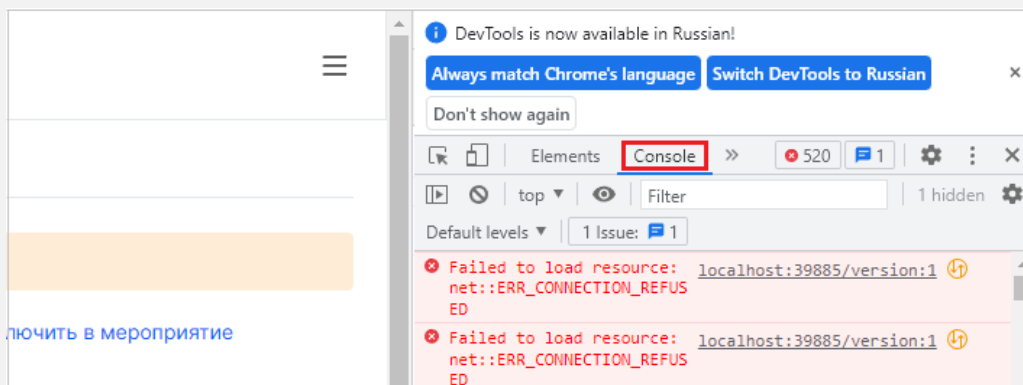 DevTools is now available in Russian!
Always match Chrome's language Switch DevTools to Russian
Don't show again
Elements Console 520 1
top Filter 1 hidden
Default levels 1 Issue: 1
Failed to load resource: localhost:39885/version:1
net::ERR_CONNECTION_REFUS
ED
Failed to load resource: localhost:39885/version:1
net::ERR_CONNECTION_REFUS
ED
лючить в мероприятие